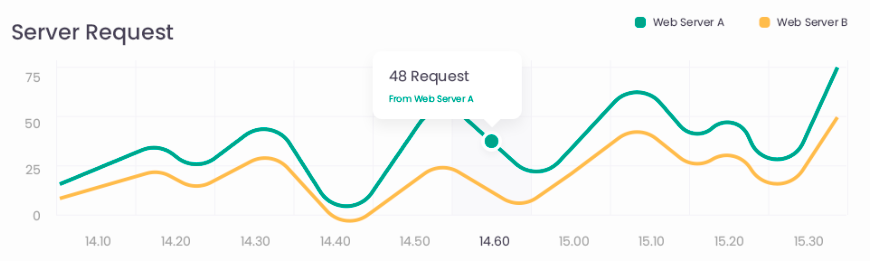 Server Request
Web Server A
Web Server B
48 Request
From Web Server A
75
50
25
0
14.10 14.20 14.30 14.40 14.50 14.60 15.00 15.10 15.20 15.30